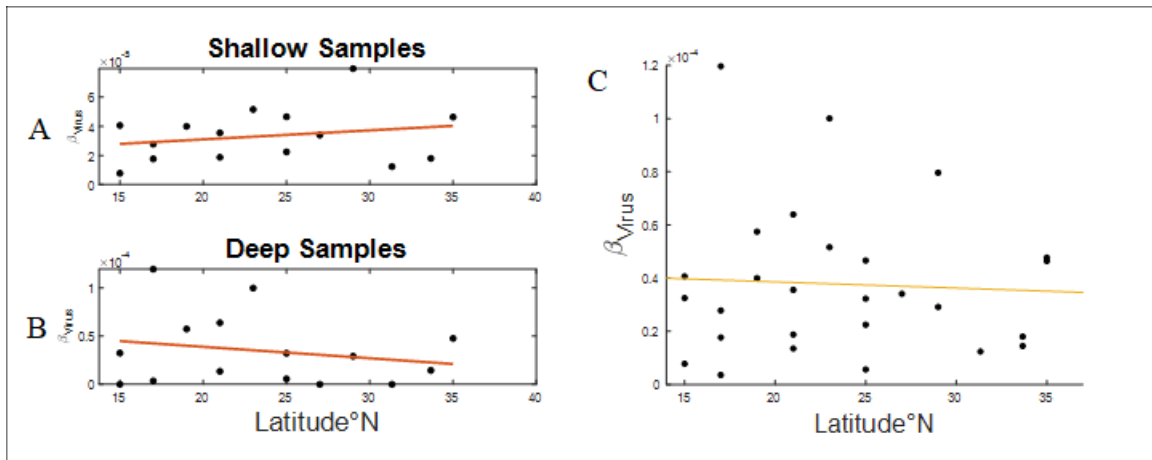 Shallow Samples
×10⁻⁵
A
βVirus
6
4
2
0
15 20 25 30 35 40
Deep Samples
×10⁻⁴
B
βVirus
1
0.5
0
15 20 25 30 35 40
Latitude°N
C
×10⁻⁴
βVirus
1.2
1
0.8
0.6
0.4
0.2
0
15 20 25 30 35
Latitude°N